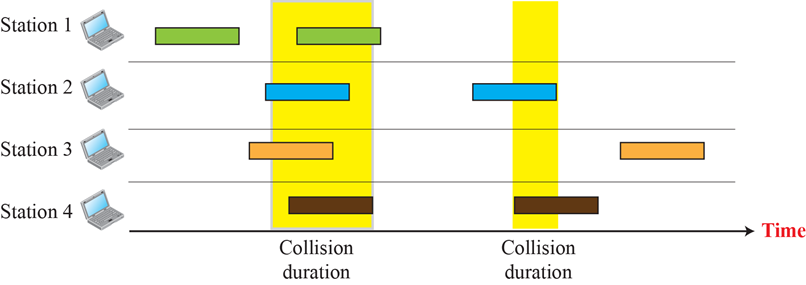 Station 1
Station 2
Station 3
Station 4
Time
Collision
duration
Collision
duration